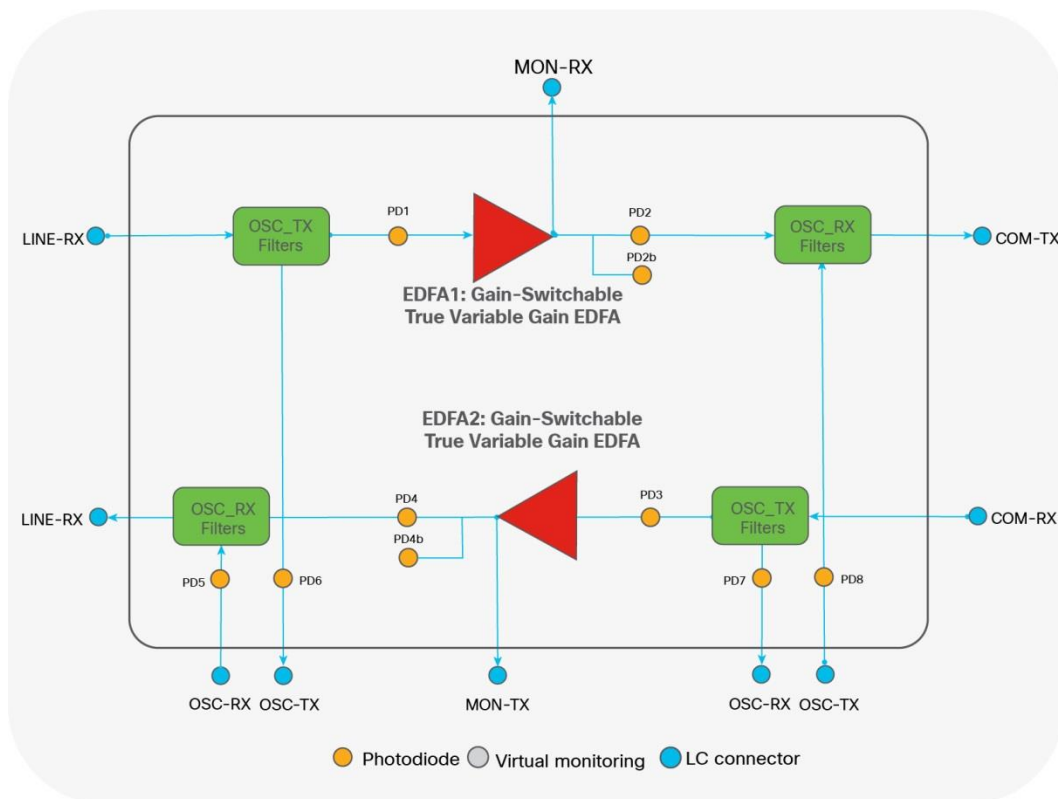 MON-RX
LINE-RX
OSC_TX
Filters
PD1
PD2
PD2b
OSC_RX
Filters
COM-TX
EDFA1: Gain-Switchable
True Variable Gain EDFA
EDFA2: Gain-Switchable
True Variable Gain EDFA
LINE-RX
OSC_RX
Filters
PD4
PD4b
PD3
OSC_TX
Filters
COM-RX
PD5
PD6
PD7
PD8
OSC-RX
OSC-TX
MON-TX
OSC-RX
OSC-TX
Photodiode
Virtual monitoring
LC connector